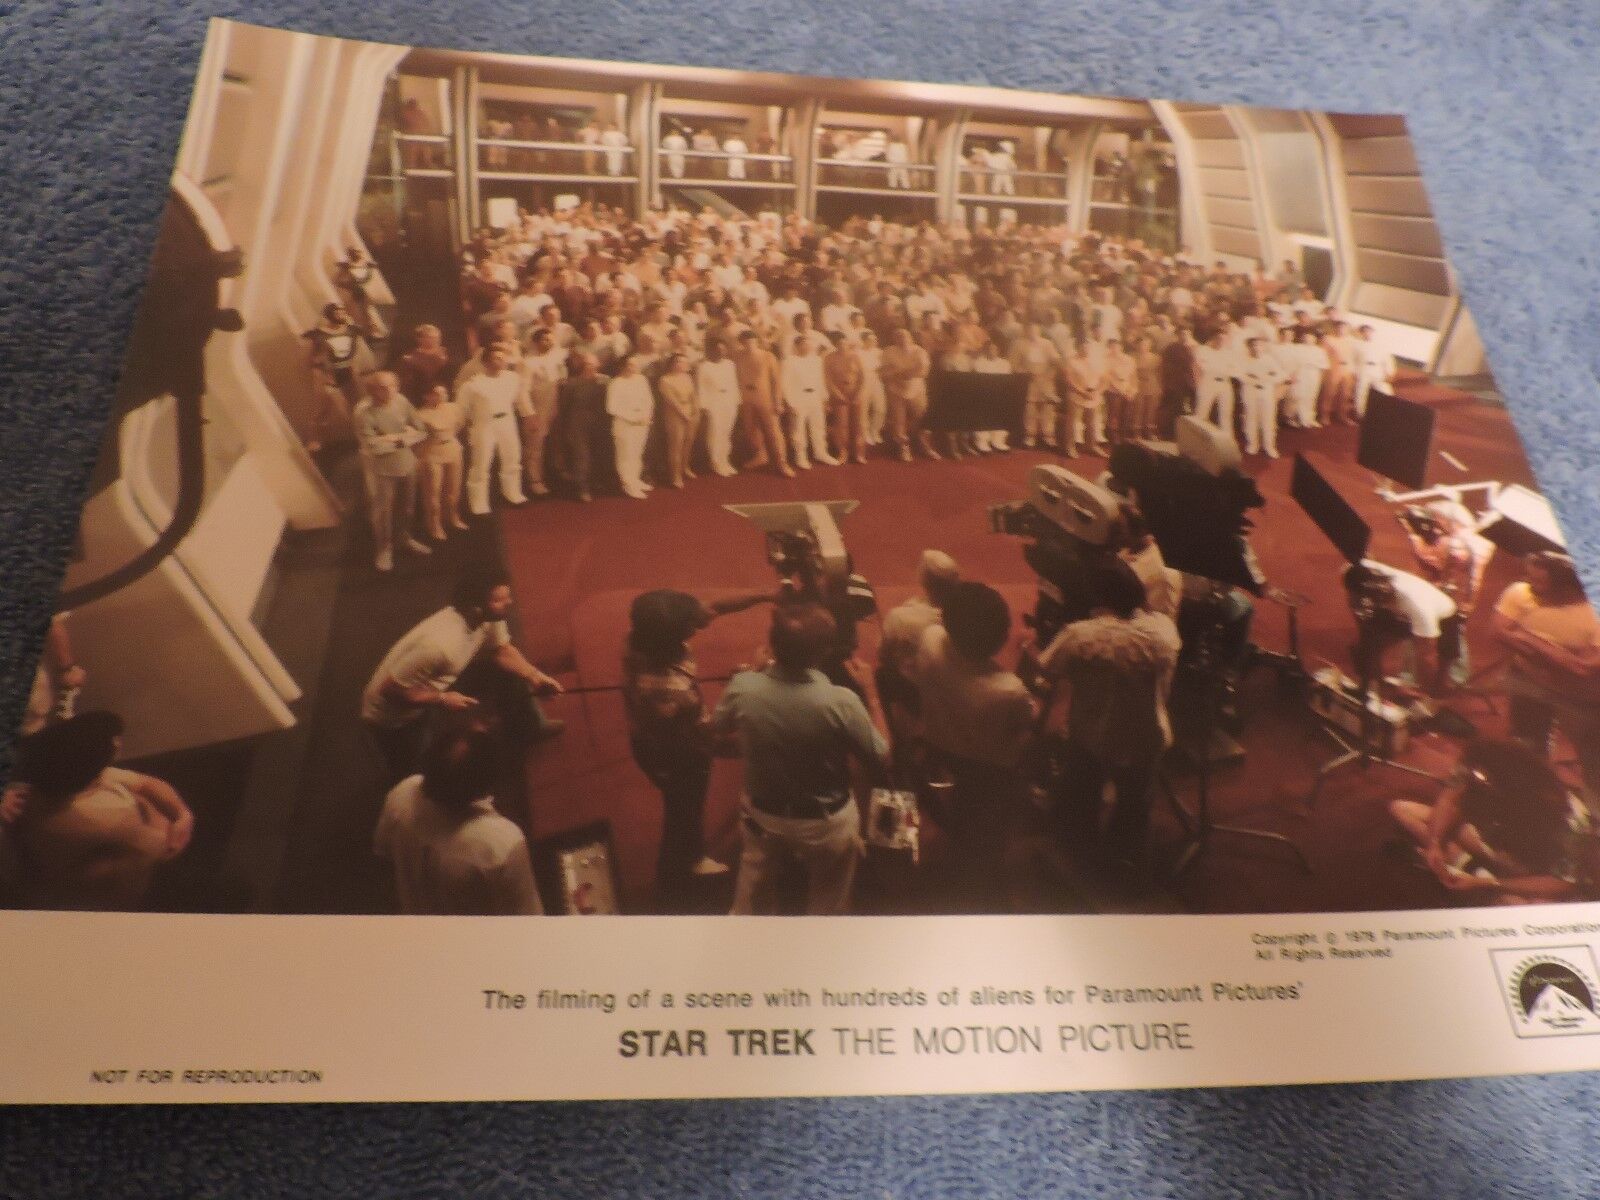 Copyright © 1978 Paramount Pictures Corporation
All Rights Reserved
The filming of a scene with hundreds of aliens for Paramount Pictures'
STAR TREK THE MOTION PICTURE
NOT FOR REPRODUCTION